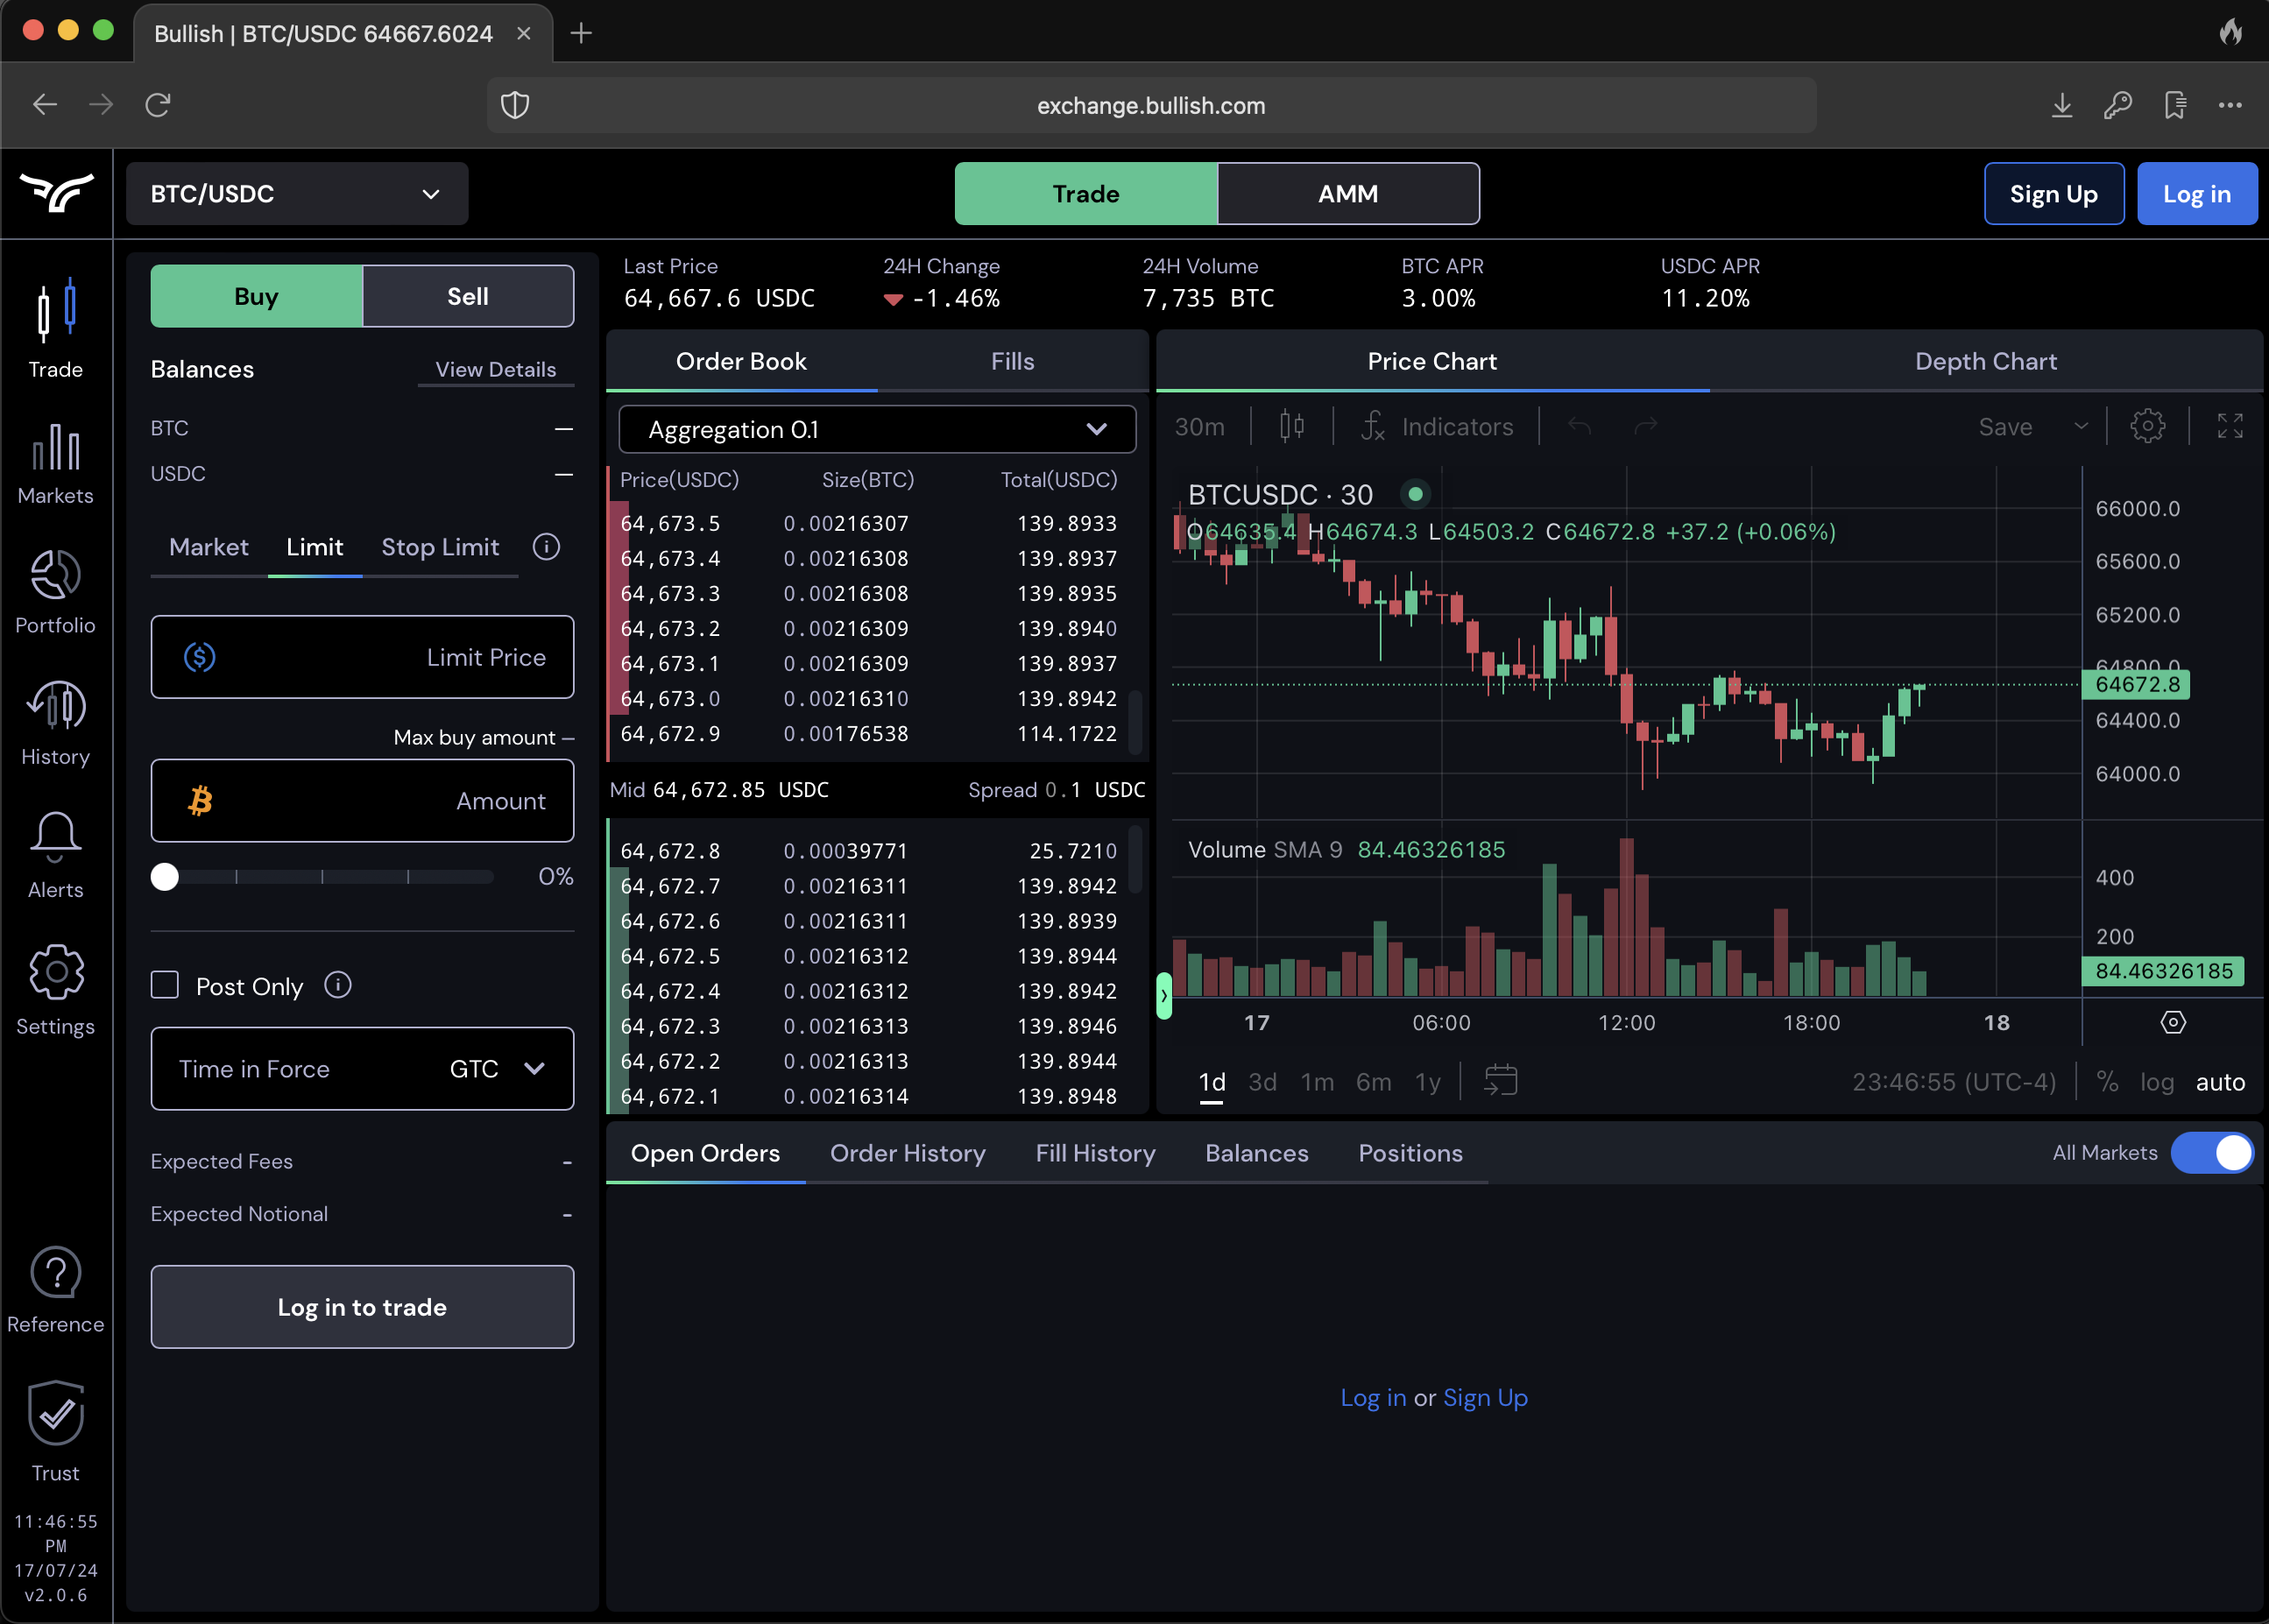 Bullish | BTC/USDC 64667.6024
exchange.bullish.com
BTC/USDC
Trade
AMM
Sign Up
Log in
Trade
Markets
Portfolio
History
Alerts
Settings
Reference
Trust
11:46:55
PM
17/07/24
v2.0.6
Buy
Sell
Balances
View Details
BTC —
USDC —
Market
Limit
Stop Limit
Limit Price
Max buy amount —
Amount
0%
Post Only
Time in Force GTC
Expected Fees -
Expected Notional -
Log in to trade
Last Price
64,667.6 USDC
24H Change
-1.46%
24H Volume
7,735 BTC
BTC APR
3.00%
USDC APR
11.20%
Order Book
Fills
Aggregation 0.1
Price(USDC) Size(BTC) Total(USDC)
64,673.5 0.00216307 139.8933
64,673.4 0.00216308 139.8937
64,673.3 0.00216308 139.8935
64,673.2 0.00216309 139.8940
64,673.1 0.00216309 139.8937
64,673.0 0.00216310 139.8942
64,672.9 0.00176538 114.1722
Mid 64,672.85 USDC Spread 0.1 USDC
64,672.8 0.00039771 25.7210
64,672.7 0.00216311 139.8942
64,672.6 0.00216311 139.8939
64,672.5 0.00216312 139.8944
64,672.4 0.00216312 139.8942
64,672.3 0.00216313 139.8946
64,672.2 0.00216313 139.8944
64,672.1 0.00216314 139.8948
Price Chart
Depth Chart
30m
Indicators
Save
BTCUSDC · 30
O64635.4 H64674.3 L64503.2 C64672.8 +37.2 (+0.06%)
66000.0
65600.0
65200.0
64800.0
64672.8
64400.0
64000.0
Volume SMA 9 84.46326185
400
200
84.46326185
17 06:00 12:00 18:00 18
1d 3d 1m 6m 1y
23:46:55 (UTC-4) % log auto
Open Orders
Order History
Fill History
Balances
Positions
All Markets
Log in or Sign Up